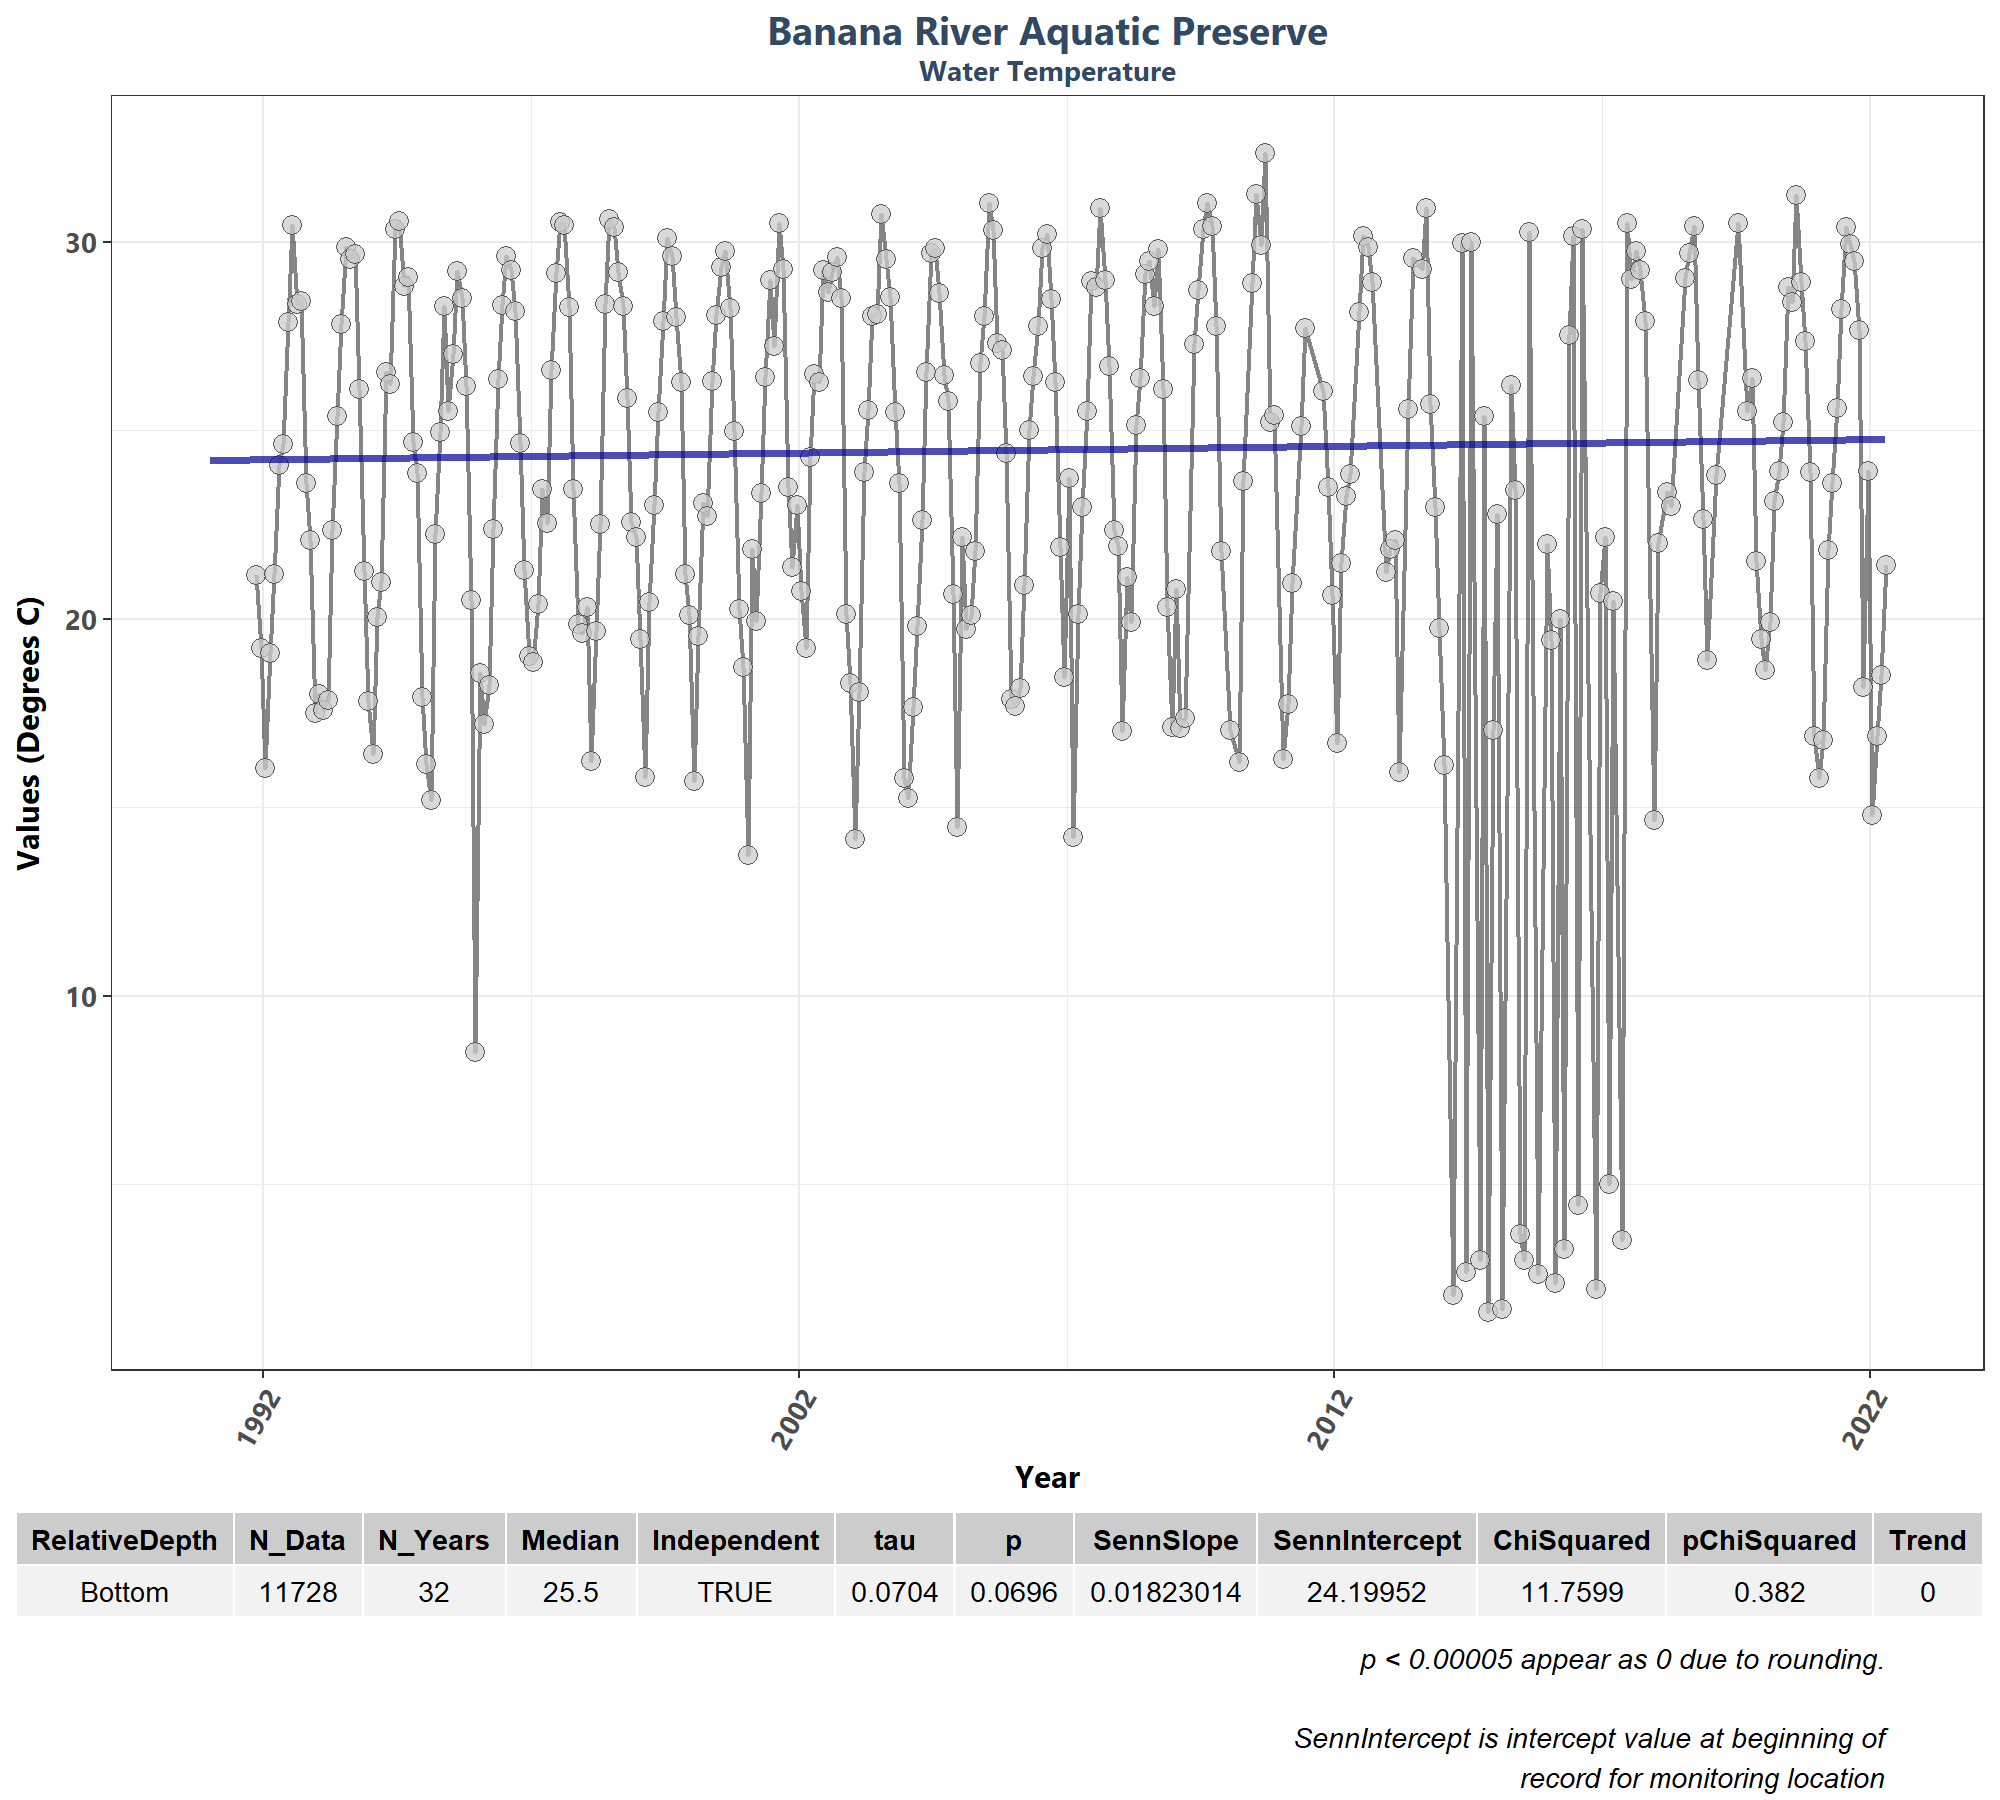 Banana River Aquatic Preserve
Water Temperature
Values (Degrees C)
30
20
10
1992
2002
2012
2022
Year
RelativeDepth N_Data N_Years Median Independent tau p SennSlope SennIntercept ChiSquared pChiSquared Trend
Bottom 11728 32 25.5 TRUE 0.0704 0.0696 0.01823014 24.19952 11.7599 0.382 0
p < 0.00005 appear as 0 due to rounding.
SennIntercept is intercept value at beginning of
record for monitoring location